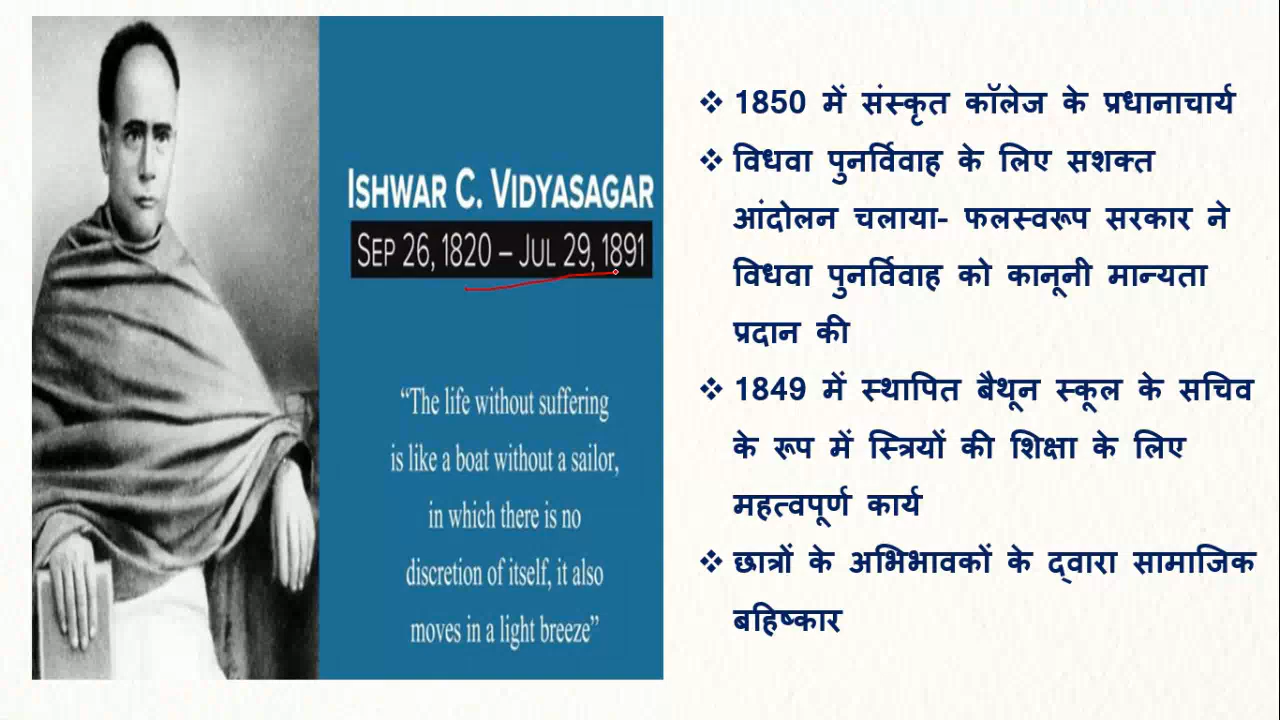 ISHWAR C. VIDYASAGAR
SEP 26, 1820 – JUL 29, 1891
“The life without suffering
is like a boat without a sailor,
in which there is no
discretion of itself, it also
moves in a light breeze”
❖ 1850 में संस्कृत कॉलेज के प्रधानाचार्य
❖ विधवा पुनर्विवाह के लिए सशक्त
आंदोलन चलाया- फलस्वरूप सरकार ने
विधवा पुनर्विवाह को कानूनी मान्यता
प्रदान की
❖ 1849 में स्थापित बैथून स्कूल के सचिव
के रूप में स्त्रियों की शिक्षा के लिए
महत्वपूर्ण कार्य
❖ छात्रों के अभिभावकों के द्वारा सामाजिक
बहिष्कार